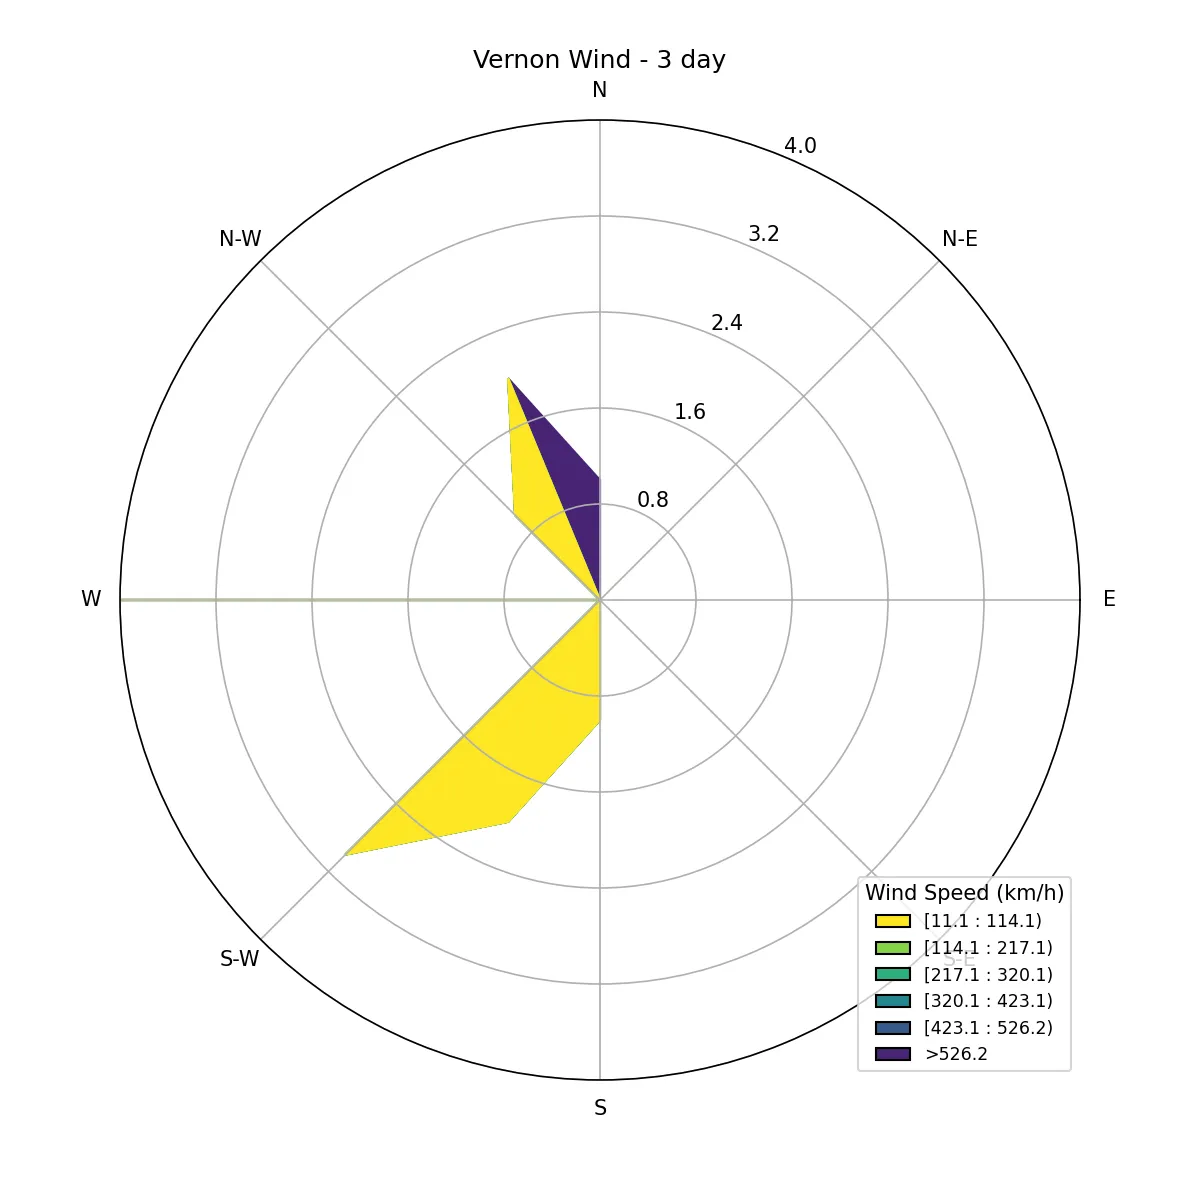 Vernon Wind - 3 day
N
4.0
N-W
3.2
N-E
2.4
1.6
0.8
W
E
Wind Speed (km/h)
[11.1 : 114.1)
[114.1 : 217.1)
S-W
S-E
[217.1 : 320.1)
[320.1 : 423.1)
[423.1 : 526.2)
>526.2
S